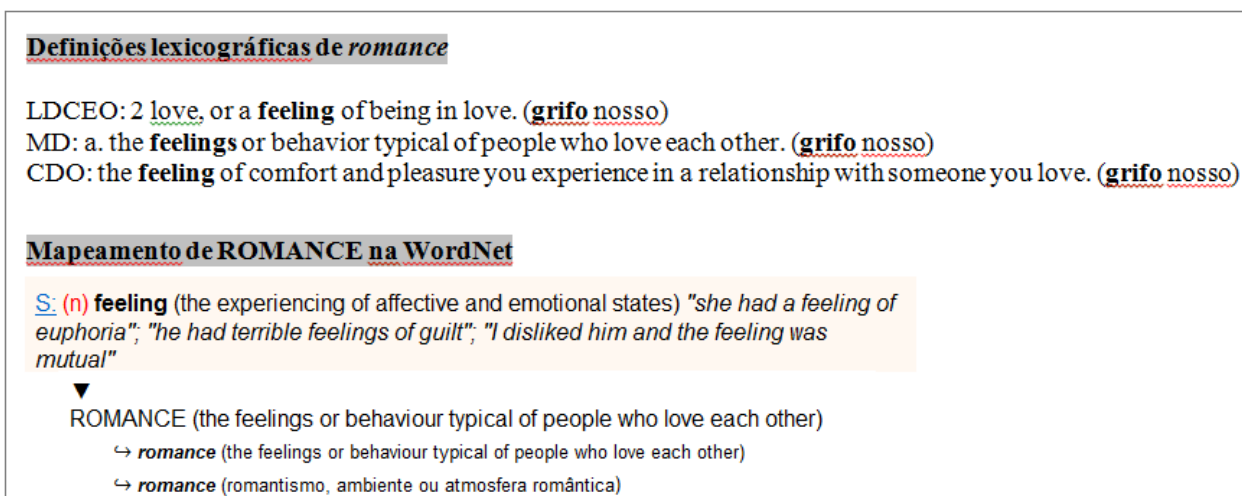 Definições lexicográficas de romance
LDCEO: 2 love, or a feeling of being in love. (grifo nosso)
MD: a. the feelings or behavior typical of people who love each other. (grifo nosso)
CDO: the feeling of comfort and pleasure you experience in a relationship with someone you love. (grifo nosso)
Mapeamento de ROMANCE na WordNet
S: (n) feeling (the experiencing of affective and emotional states) "she had a feeling of
euphoria"; "he had terrible feelings of guilt"; "I disliked him and the feeling was
mutual"
▼
ROMANCE (the feelings or behaviour typical of people who love each other)
↪ romance (the feelings or behaviour typical of people who love each other)
↪ romance (romantismo, ambiente ou atmosfera romântica)